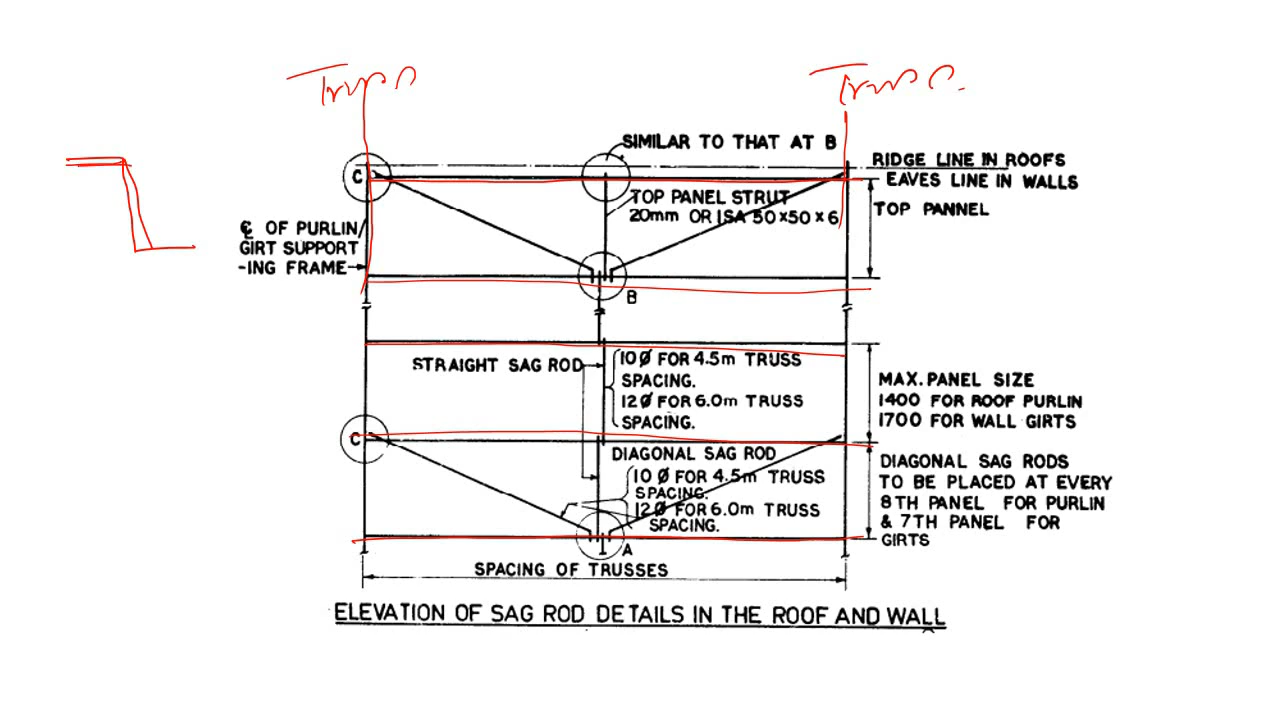 Truss
Truss
SIMILAR TO THAT AT B
RIDGE LINE IN ROOFS
EAVES LINE IN WALLS
C
TOP PANEL STRUT
20mm OR ISA 50×50×6
TOP PANNEL
℄ OF PURLIN
GIRT SUPPORT
-ING FRAME
B
STRAIGHT SAG ROD
10Ø FOR 4.5m TRUSS
SPACING.
12Ø FOR 6.0m TRUSS
SPACING.
MAX. PANEL SIZE
1400 FOR ROOF PURLIN
1700 FOR WALL GIRTS
C
DIAGONAL SAG ROD
10Ø FOR 4.5m TRUSS
SPACING.
12Ø FOR 6.0m TRUSS
SPACING.
DIAGONAL SAG RODS
TO BE PLACED AT EVERY
8TH PANEL FOR PURLIN
& 7TH PANEL FOR
GIRTS
A
SPACING OF TRUSSES
ELEVATION OF SAG ROD DETAILS IN THE ROOF AND WALL